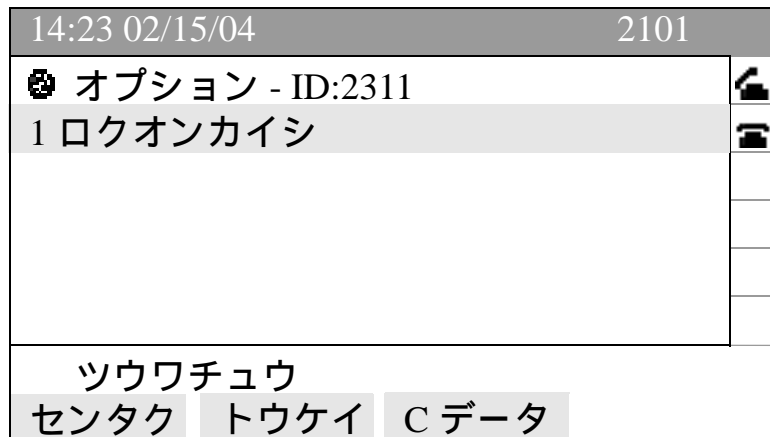 14:23 02/15/04 2101
オプション - ID:2311
1 ロクオンカイシ
ツウワチュウ
センタク トウケイ C データ